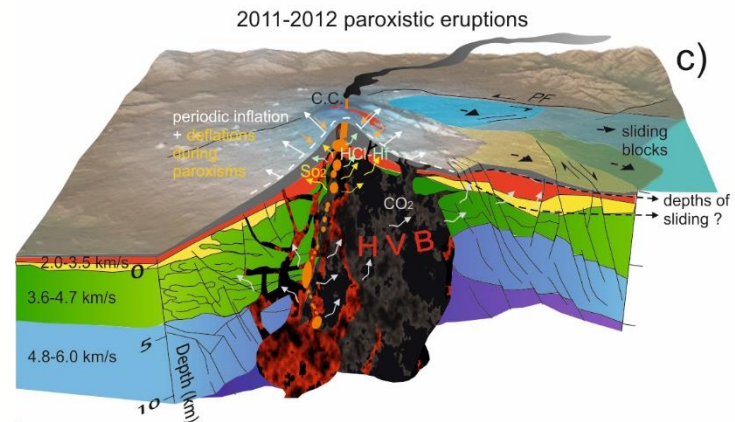 2011-2012 paroxistic eruptions
c)
C.C.
PF
periodic inflation
+ deflations
during
paroxisms
HCl-Hf
So₂
sliding
blocks
CO₂
depths of
sliding ?
H V B
2.0-3.5 km/s
0
3.6-4.7 km/s
4.8-6.0 km/s
5
Depth (km)
10